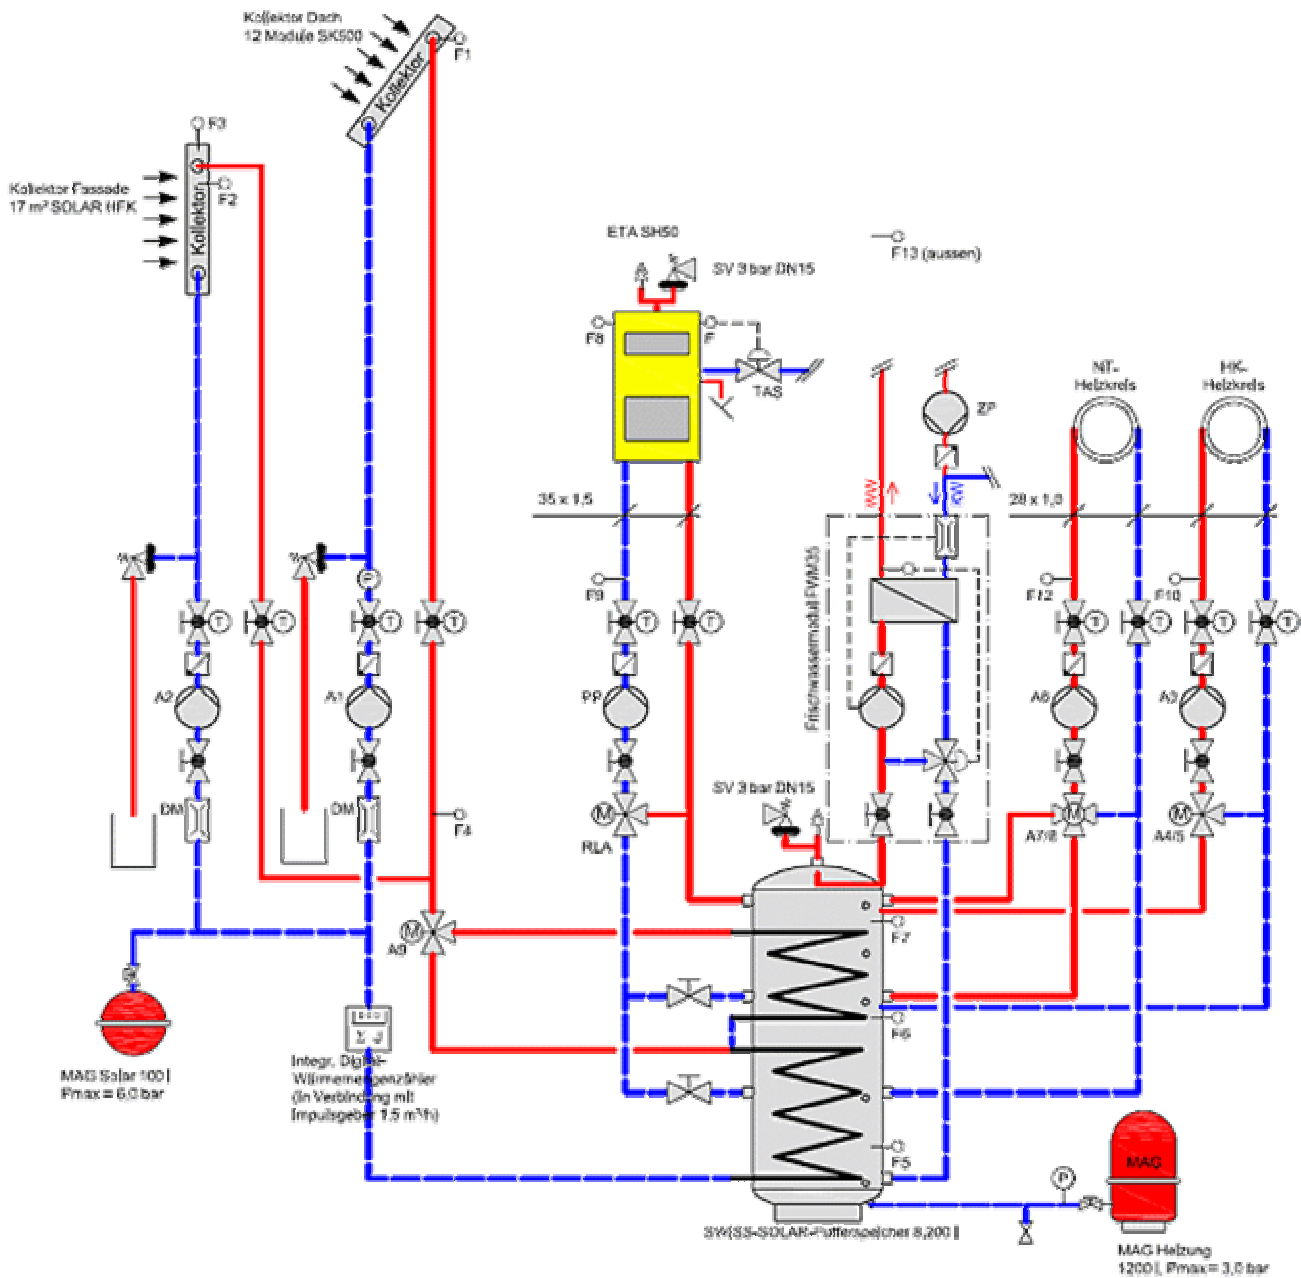 Kollektor Dach
12 Module SK500
F1
Kollektor
F3
Kollektor Fassade
17 m² SOLAR HFK
F2
Kollektor
ETA SH50
SV 3 bar DN15
F13 (aussen)
F8
F
TAS
ZP
NT-
Heizkreis
HK-
Heizkreis
35 x 1,5
WW
KW
28 x 1,0
P
F9
F12
F10
T
T
T
T
T
T
T
T
T
T
Frischwassermodul FWM35
A2
A1
PP
A6
A3
SV 3 bar DN15
DM
DM
F4
M
RLA
M
A7/8
M
A4/5
M
A9
F7
F6
MAG Solar 100 l
Pmax = 6,0 bar
Integr. Digital-
Wärmemengenzähler
(in Verbindung mit
Impulsgeber 1.5 m³/h)
F5
P
MAG
SWISS-SOLAR-Pufferspeicher 8,200 l
MAG Heizung
1200 l, Pmax = 3,0 bar